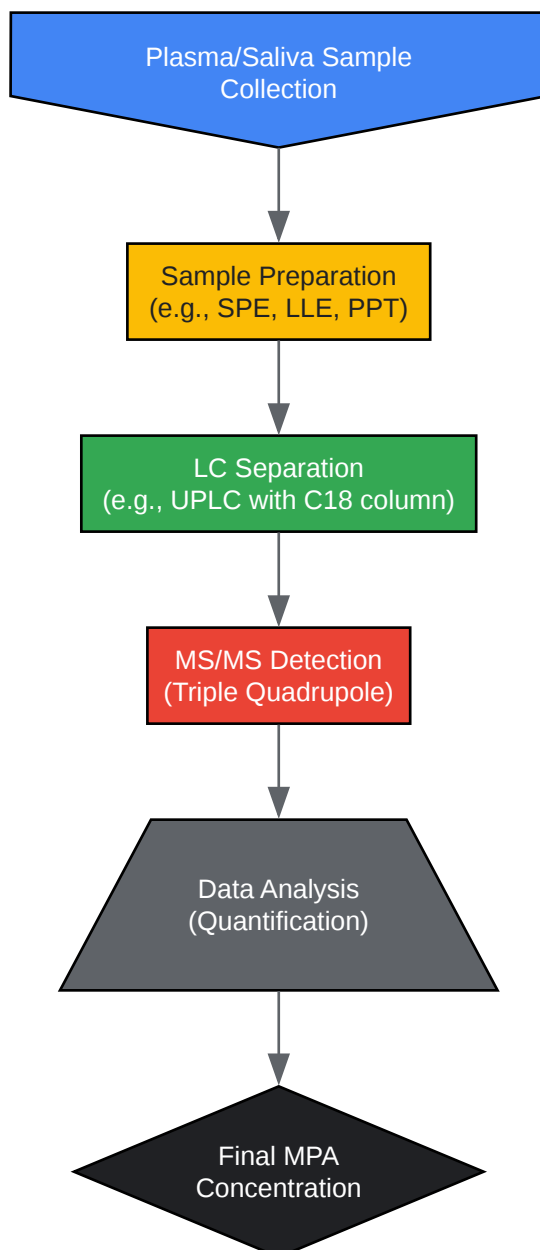 Plasma/Saliva Sample
Collection
Sample Preparation
(e.g., SPE, LLE, PPT)
LC Separation
(e.g., UPLC with C18 column)
MS/MS Detection
(Triple Quadrupole)
Data Analysis
(Quantification)
Final MPA
Concentration